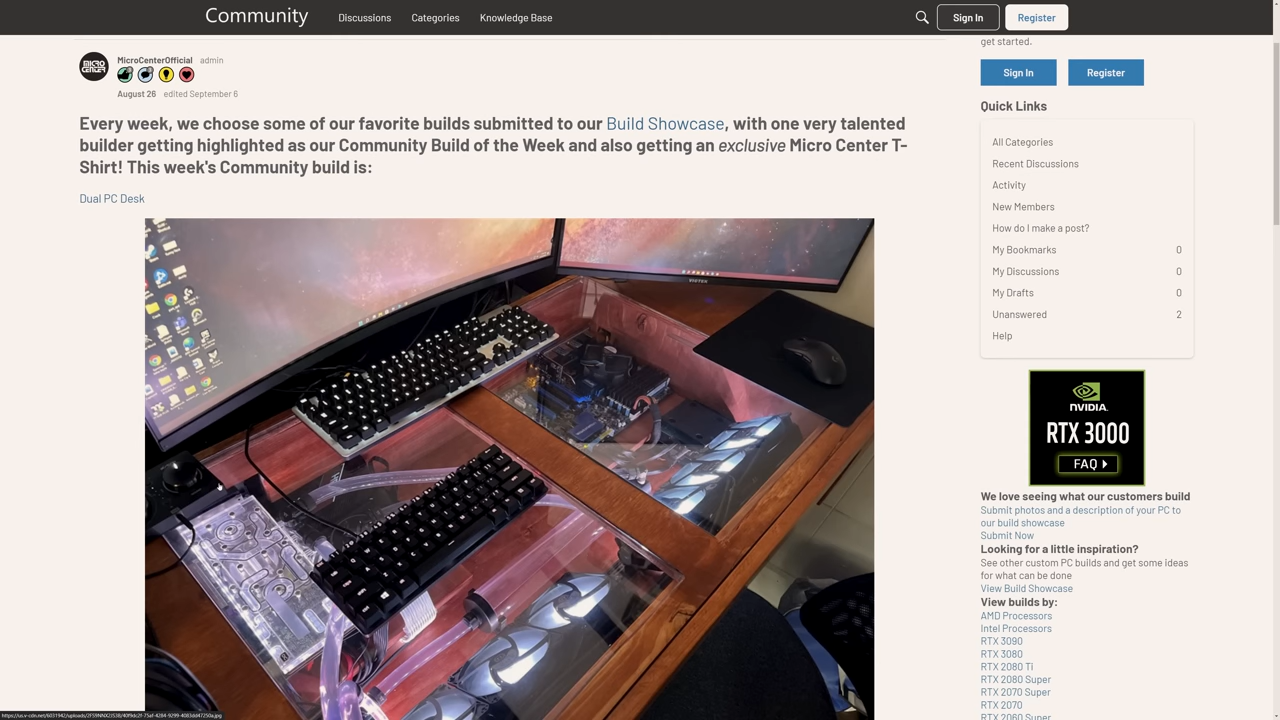 Community
Discussions
Categories
Knowledge Base
Sign In
Register
get started.
MICRO CENTER
MicroCenterOfficial admin
August 26 edited September 6
Every week, we choose some of our favorite builds submitted to our Build Showcase, with one very talented
builder getting highlighted as our Community Build of the Week and also getting an exclusive Micro Center T-
Shirt! This week's Community build is:
Dual PC Desk
Sign In
Register
Quick Links
All Categories
Recent Discussions
Activity
New Members
How do I make a post?
My Bookmarks 0
My Discussions 0
My Drafts 0
Unanswered 2
Help
NVIDIA.
RTX 3000
FAQ
We love seeing what our customers build
Submit photos and a description of your PC to
our build showcase
Submit Now
Looking for a little inspiration?
See other custom PC builds and get some ideas
for what can be done
View Build Showcase
View builds by:
AMD Processors
Intel Processors
RTX 3090
RTX 3080
RTX 2080 Ti
RTX 2080 Super
RTX 2070 Super
RTX 2070
RTX 2060 Super